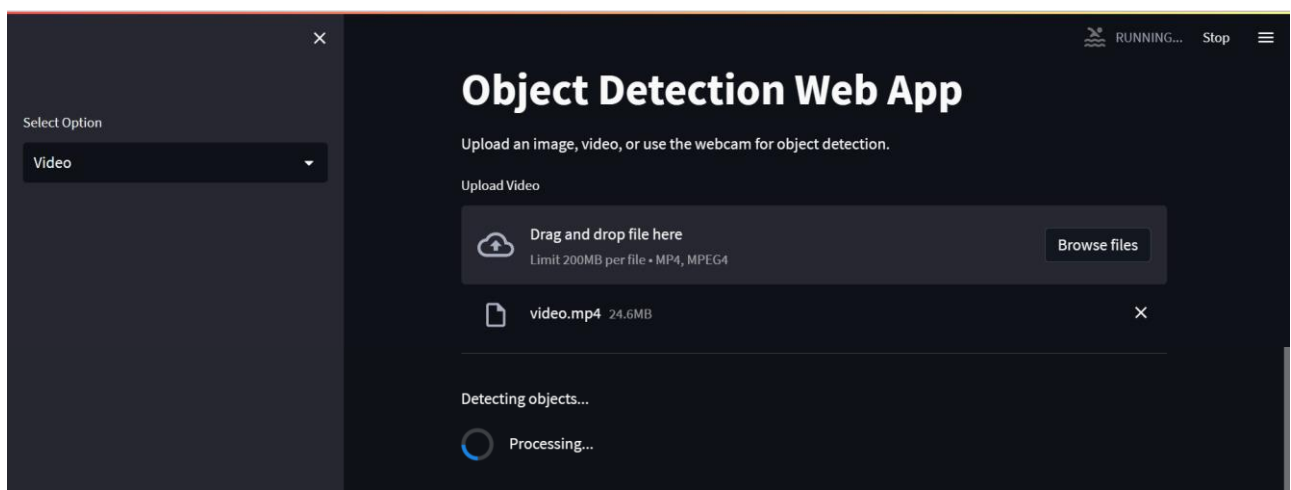 RUNNING... Stop
Select Option
Video
Object Detection Web App
Upload an image, video, or use the webcam for object detection.
Upload Video
Drag and drop file here
Limit 200MB per file • MP4, MPEG4
Browse files
video.mp4 24.6MB
Detecting objects...
Processing...